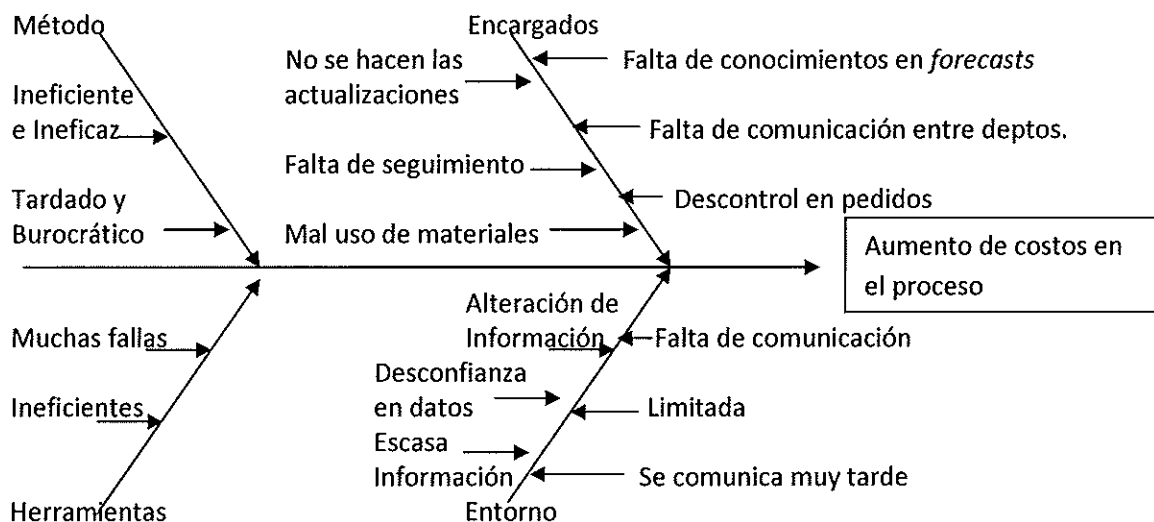 Método
Encargados
No se hacen las
actualizaciones
Falta de conocimientos en forecasts
Ineficiente
e Ineficaz
Falta de comunicación entre deptos.
Falta de seguimiento
Tardado y
Burocrático
Descontrol en pedidos
Mal uso de materiales
Aumento de costos en
el proceso
Alteración de
Información
Falta de comunicación
Muchas fallas
Desconfianza
en datos
Limitada
Ineficientes
Escasa
Información
Se comunica muy tarde
Herramientas
Entorno